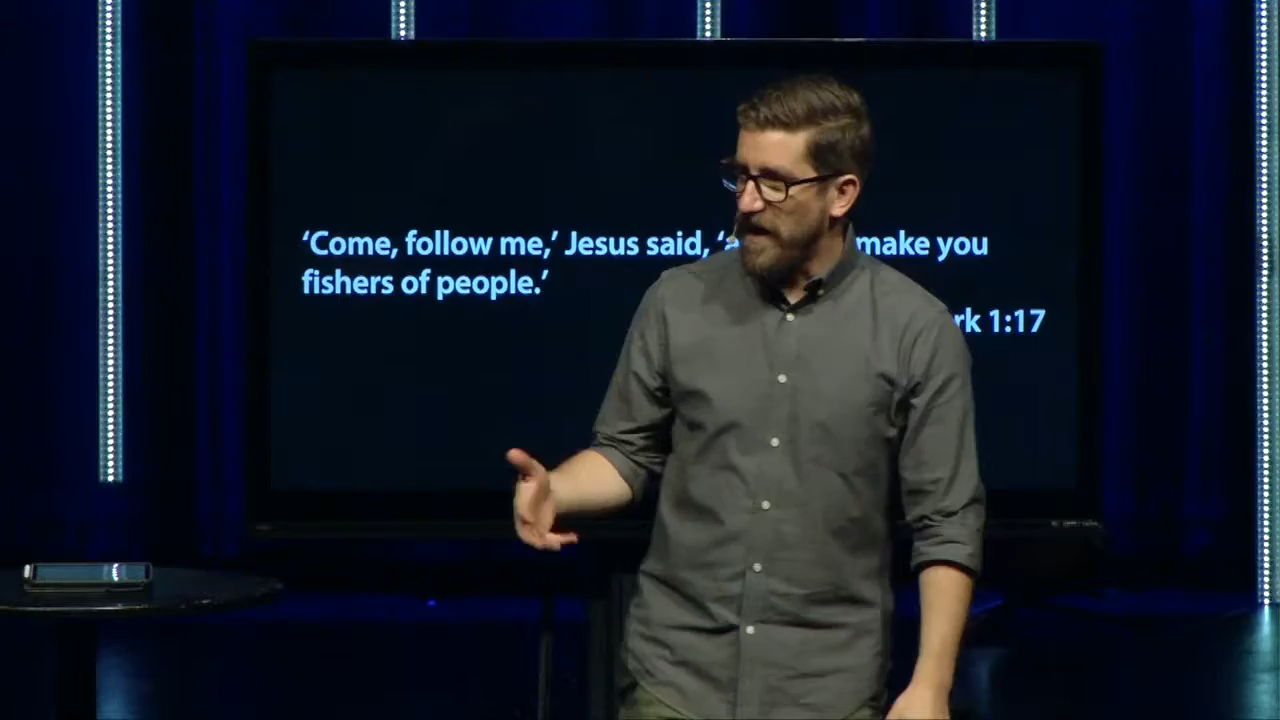 ‘Come, follow me,’ Jesus said, ‘a make you
fishers of people.’
rk 1:17